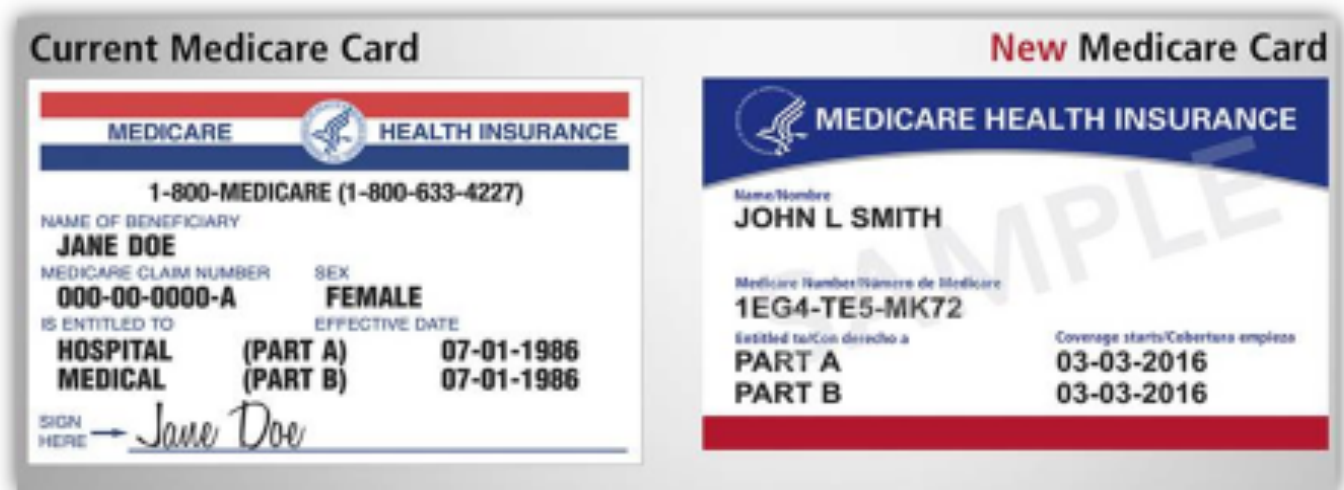 Current Medicare Card
MEDICARE HEALTH INSURANCE
1-800-MEDICARE (1-800-633-4227)
NAME OF BENEFICIARY
JANE DOE
MEDICARE CLAIM NUMBER SEX
000-00-0000-A FEMALE
IS ENTITLED TO EFFECTIVE DATE
HOSPITAL (PART A) 07-01-1986
MEDICAL (PART B) 07-01-1986
SIGN HERE Jane Doe
New Medicare Card
MEDICARE HEALTH INSURANCE
Name/Nombre
JOHN L SMITH
Medicare Number/Número de Medicare
1EG4-TE5-MK72
Entitled to/Con derecho a Coverage starts/Cobertura empieza
PART A 03-03-2016
PART B 03-03-2016
SAMPLE